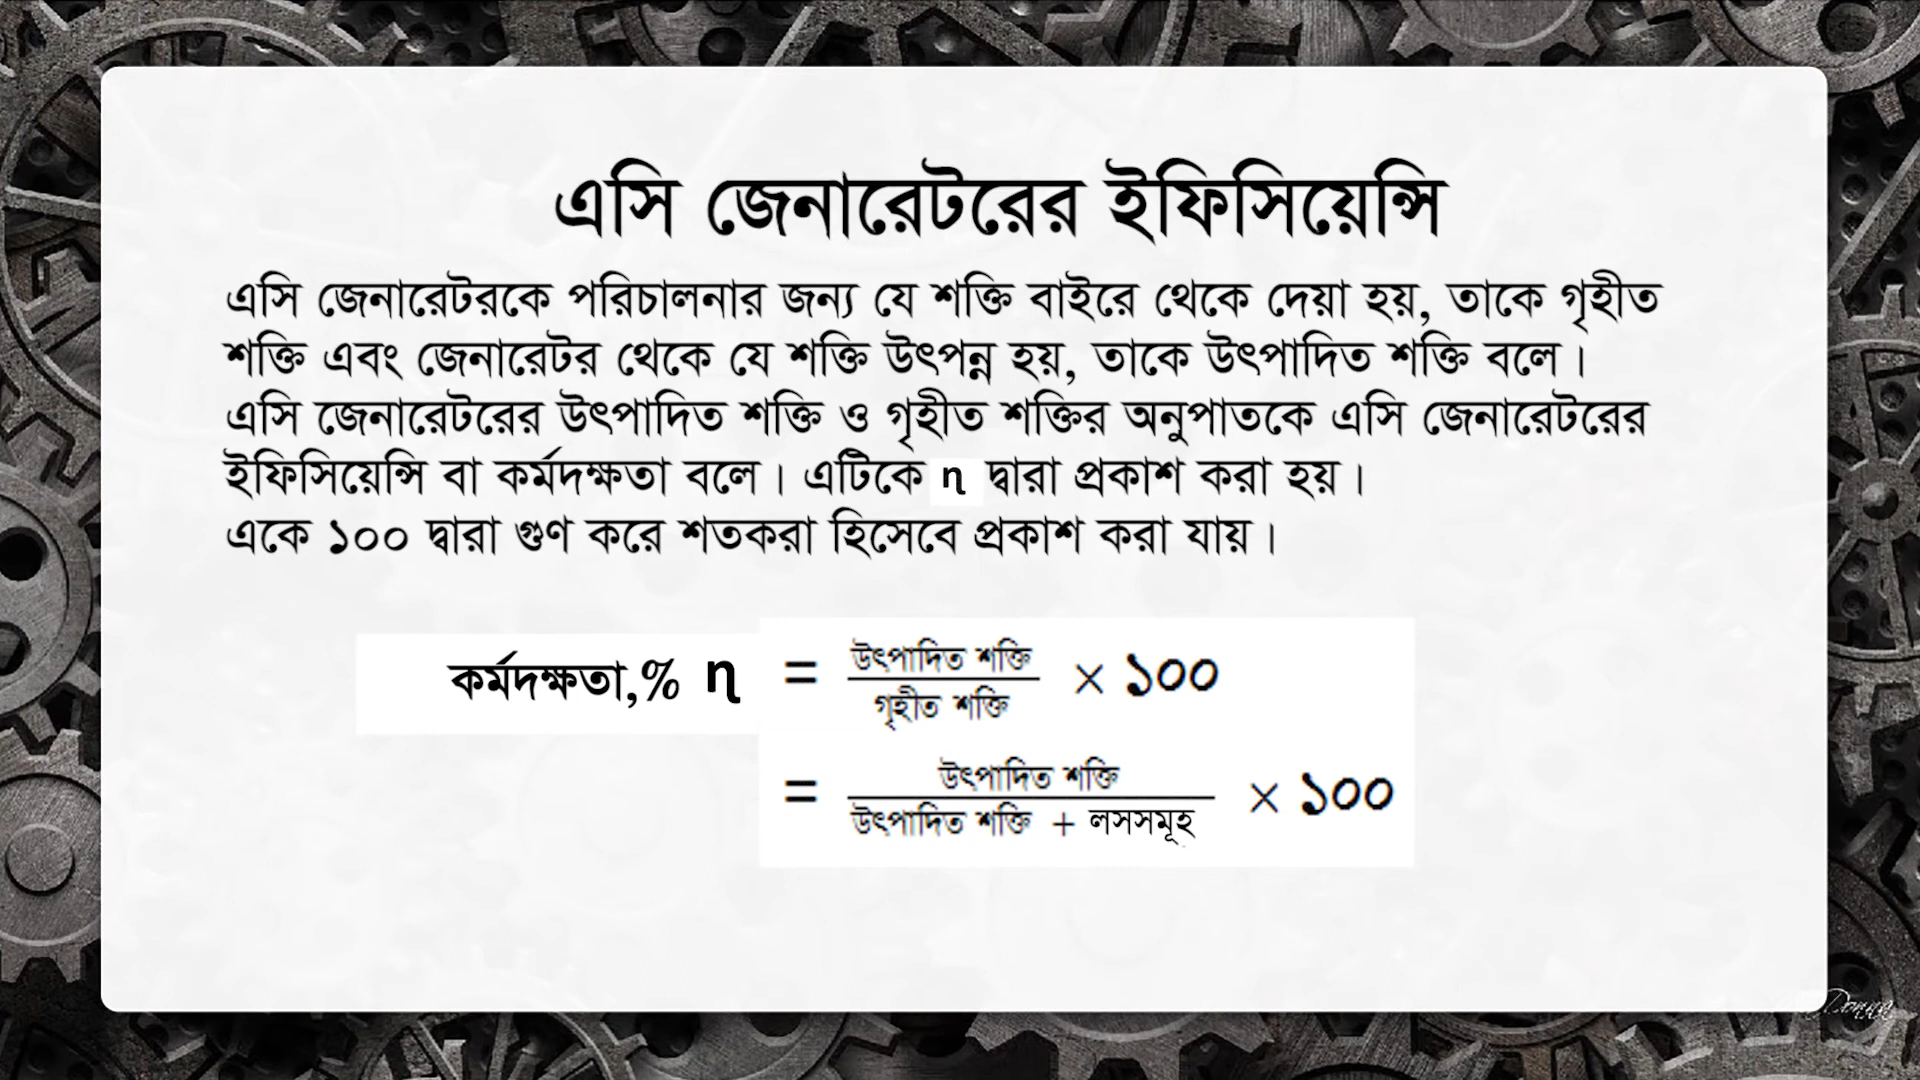 এসি জেনারেটরের ইফিসিয়েন্সি
এসি জেনারেটরকে পরিচালনার জন্য যে শক্তি বাইরে থেকে দেয়া হয়, তাকে গৃহীত
শক্তি এবং জেনারেটর থেকে যে শক্তি উৎপন্ন হয়, তাকে উৎপাদিত শক্তি বলে।
এসি জেনারেটরের উৎপাদিত শক্তি ও গৃহীত শক্তির অনুপাতকে এসি জেনারেটরের
ইফিসিয়েন্সি বা কর্মদক্ষতা বলে। এটিকে η দ্বারা প্রকাশ করা হয়।
একে ১০০ দ্বারা গুণ করে শতকরা হিসেবে প্রকাশ করা যায়।
কর্মদক্ষতা,% η = উৎপাদিত শক্তি / গৃহীত শক্তি × ১০০
= উৎপাদিত শক্তি / উৎপাদিত শক্তি + লসসমূহ × ১০০
Donna